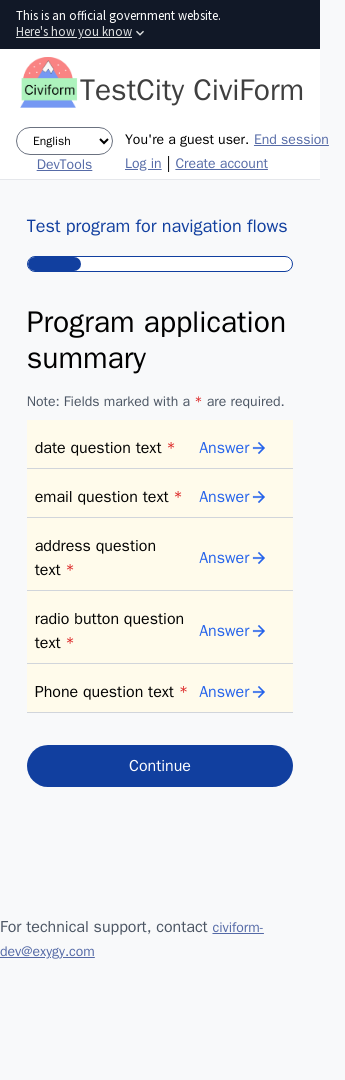 This is an official government website.
Here's how you know
Civiform
TestCity CiviForm
English
You're a guest user. End session
DevTools
Log in | Create account
Test program for navigation flows
Program application
summary
Note: Fields marked with a * are required.
date question text * Answer
email question text * Answer
address question
text * Answer
radio button question
text * Answer
Phone question text * Answer
Continue
For technical support, contact civiform-
dev@exygy.com